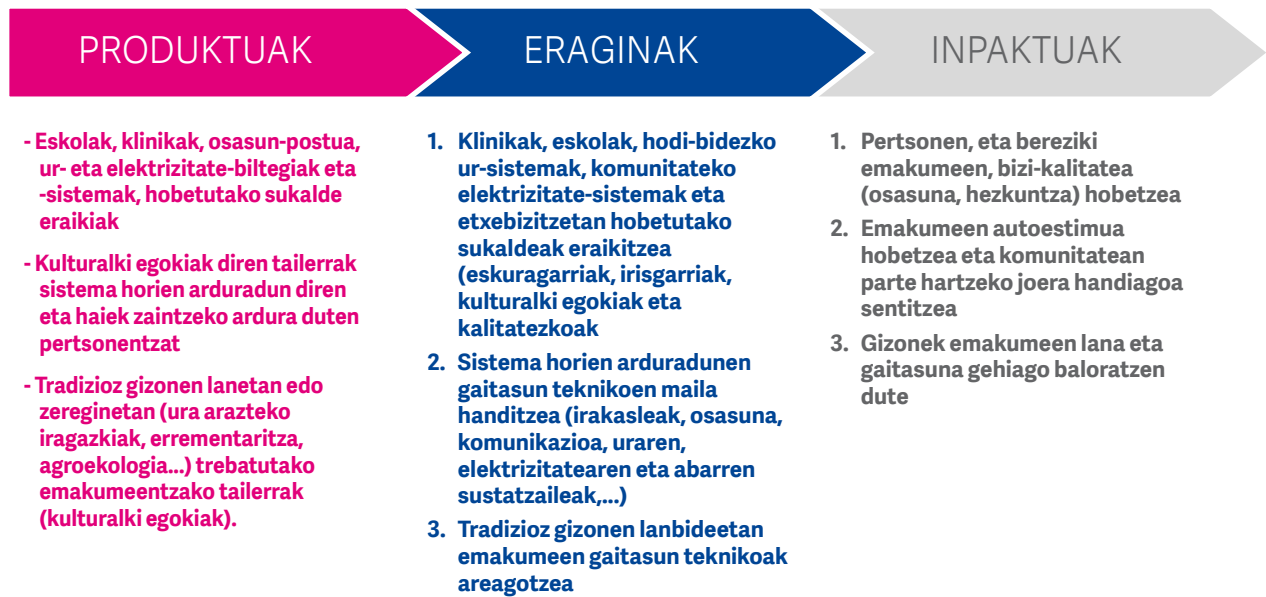 PRODUKTUAK
ERAGINAK
INPAKTUAK
- Eskolak, klinikak, osasun-postua,
ur- eta elektrizitate-biltegiak eta
-sistemak, hobetutako sukalde
eraikiak
- Kulturalki egokiak diren tailerrak
sistema horien arduradun diren
eta haiek zaintzeko ardura duten
pertsonentzat
- Tradizioz gizonen lanetan edo
zereginetan (ura arazteko
iragazkiak, errementaritza,
agroekologia...) trebatutako
emakumeentzako tailerrak
(kulturalki egokiak).
1. Klinikak, eskolak, hodi-bidezko
ur-sistemak, komunitateko
elektrizitate-sistemak eta
etxebizitzetan hobetutako
sukaldeak eraikitzea
(eskuragarriak, irisgarriak,
kulturalki egokiak eta
kalitatezkoak
2. Sistema horien arduradunen
gaitasun teknikoen maila
handitzea (irakasleak, osasuna,
komunikazioa, uraren,
elektrizitatearen eta abarren
sustatzaileak,...)
3. Tradizioz gizonen lanbideetan
emakumeen gaitasun teknikoak
areagotzea
1. Pertsonen, eta bereziki
emakumeen, bizi-kalitatea
(osasuna, hezkuntza) hobetzea
2. Emakumeen autoestimua
hobetzea eta komunitatean
parte hartzeko joera handiagoa
sentitzea
3. Gizonek emakumeen lana eta
gaitasuna gehiago baloratzen
dute